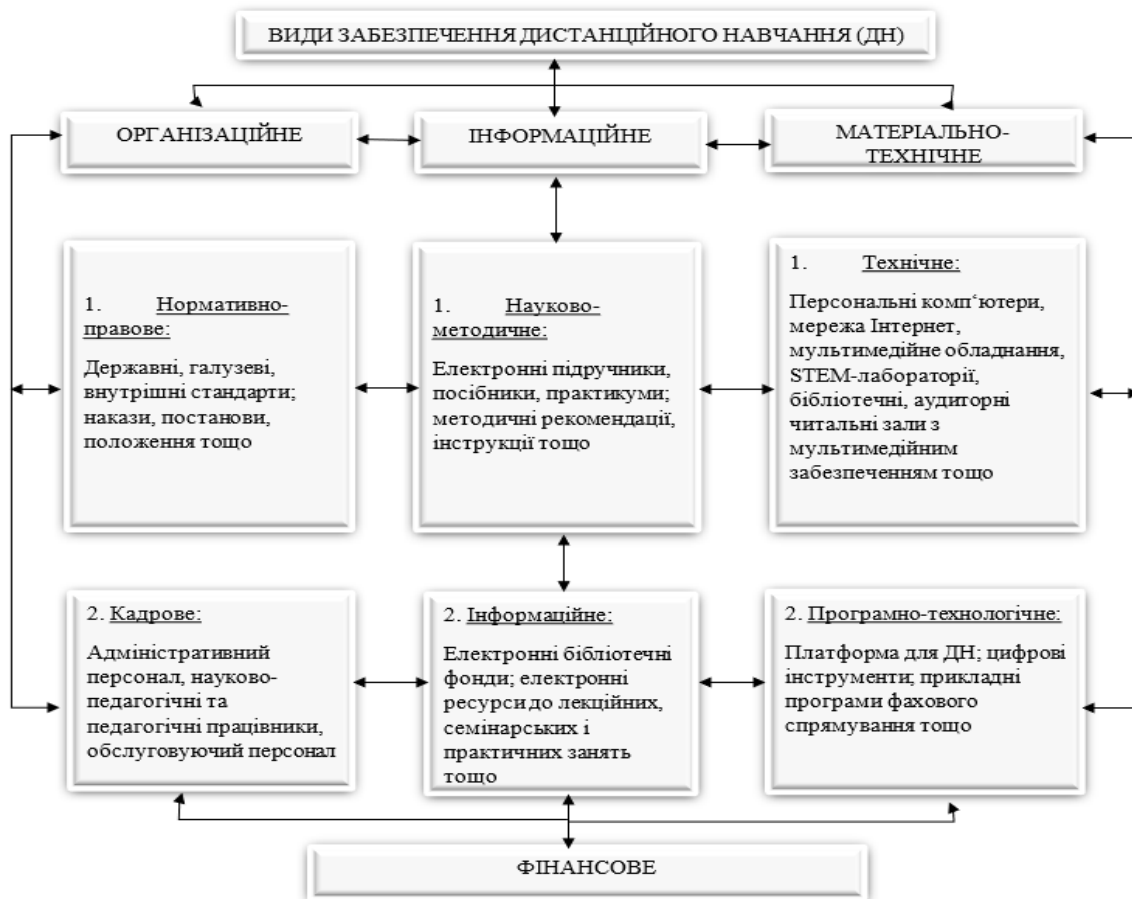 ВИДИ ЗАБЕЗПЕЧЕННЯ ДИСТАНЦІЙНОГО НАВЧАННЯ (ДН)
ОРГАНІЗАЦІЙНЕ
ІНФОРМАЦІЙНЕ
МАТЕРІАЛЬНО-
ТЕХНІЧНЕ
1. Нормативно-
правове:
Державні, галузеві,
внутрішні стандарти;
накази, постанови,
положення тощо
1. Науково-
методичне:
Електронні підручники,
посібники, практикуми;
методичні рекомендації,
інструкції тощо
1. Технічне:
Персональні комп‘ютери,
мережа Інтернет,
мультимедійне обладнання,
STEM-лабораторії,
бібліотечні, аудиторні
читальні зали з
мультимедійним
забезпеченням тощо
2. Кадрове:
Адміністративний
персонал, науково-
педагогічні та
педагогічні працівники,
обслуговуючий персонал
2. Інформаційне:
Електронні бібліотечні
фонди; електронні
ресурси до лекційних,
семінарських і
практичних занять
тощо
2. Програмно-технологічне:
Платформа для ДН; цифрові
інструменти; прикладні
програми фахового
спрямування тощо
ФІНАНСОВЕ